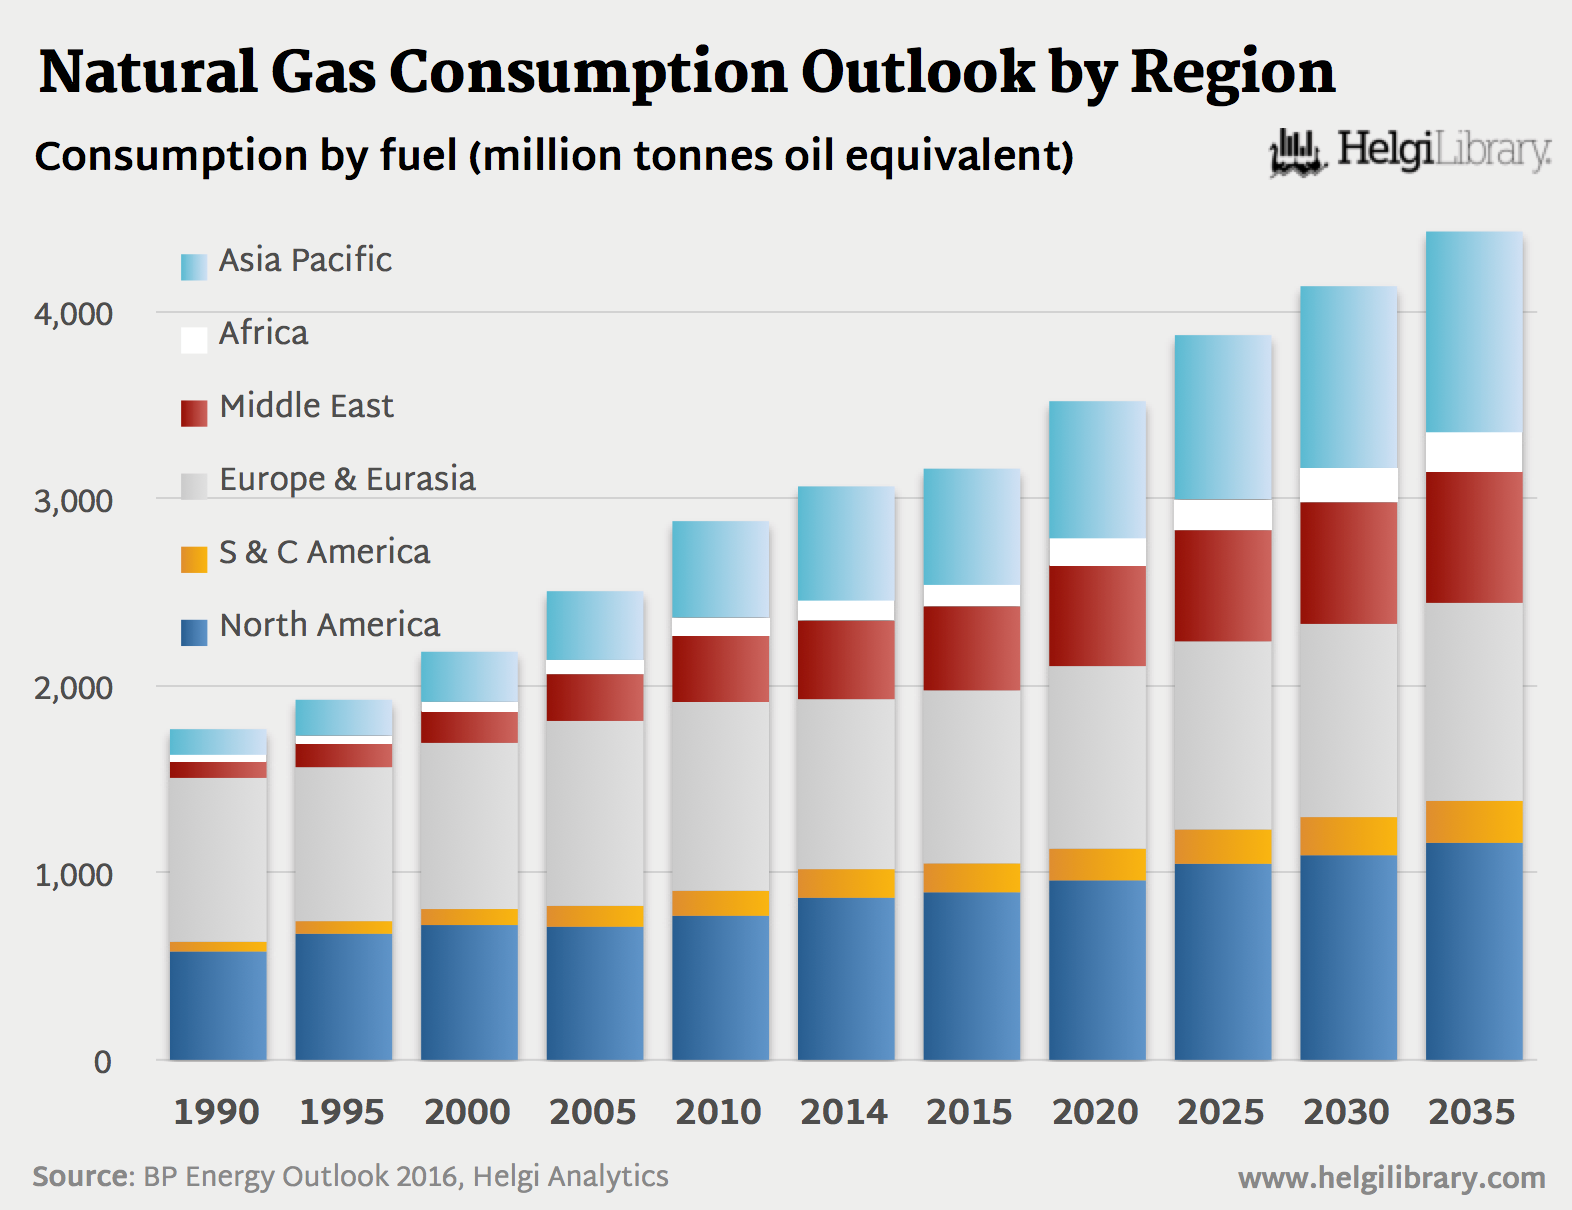 Natural Gas Consumption Outlook by Region
Consumption by fuel (million tonnes oil equivalent)
HelgiLibrary.
Asia Pacific
4,000
Africa
Middle East
Europe & Eurasia
3,000
S & C America
North America
2,000
1,000
0
1990 1995 2000 2005 2010 2014 2015 2020 2025 2030 2035
Source: BP Energy Outlook 2016, Helgi Analytics
www.helgilibrary.com